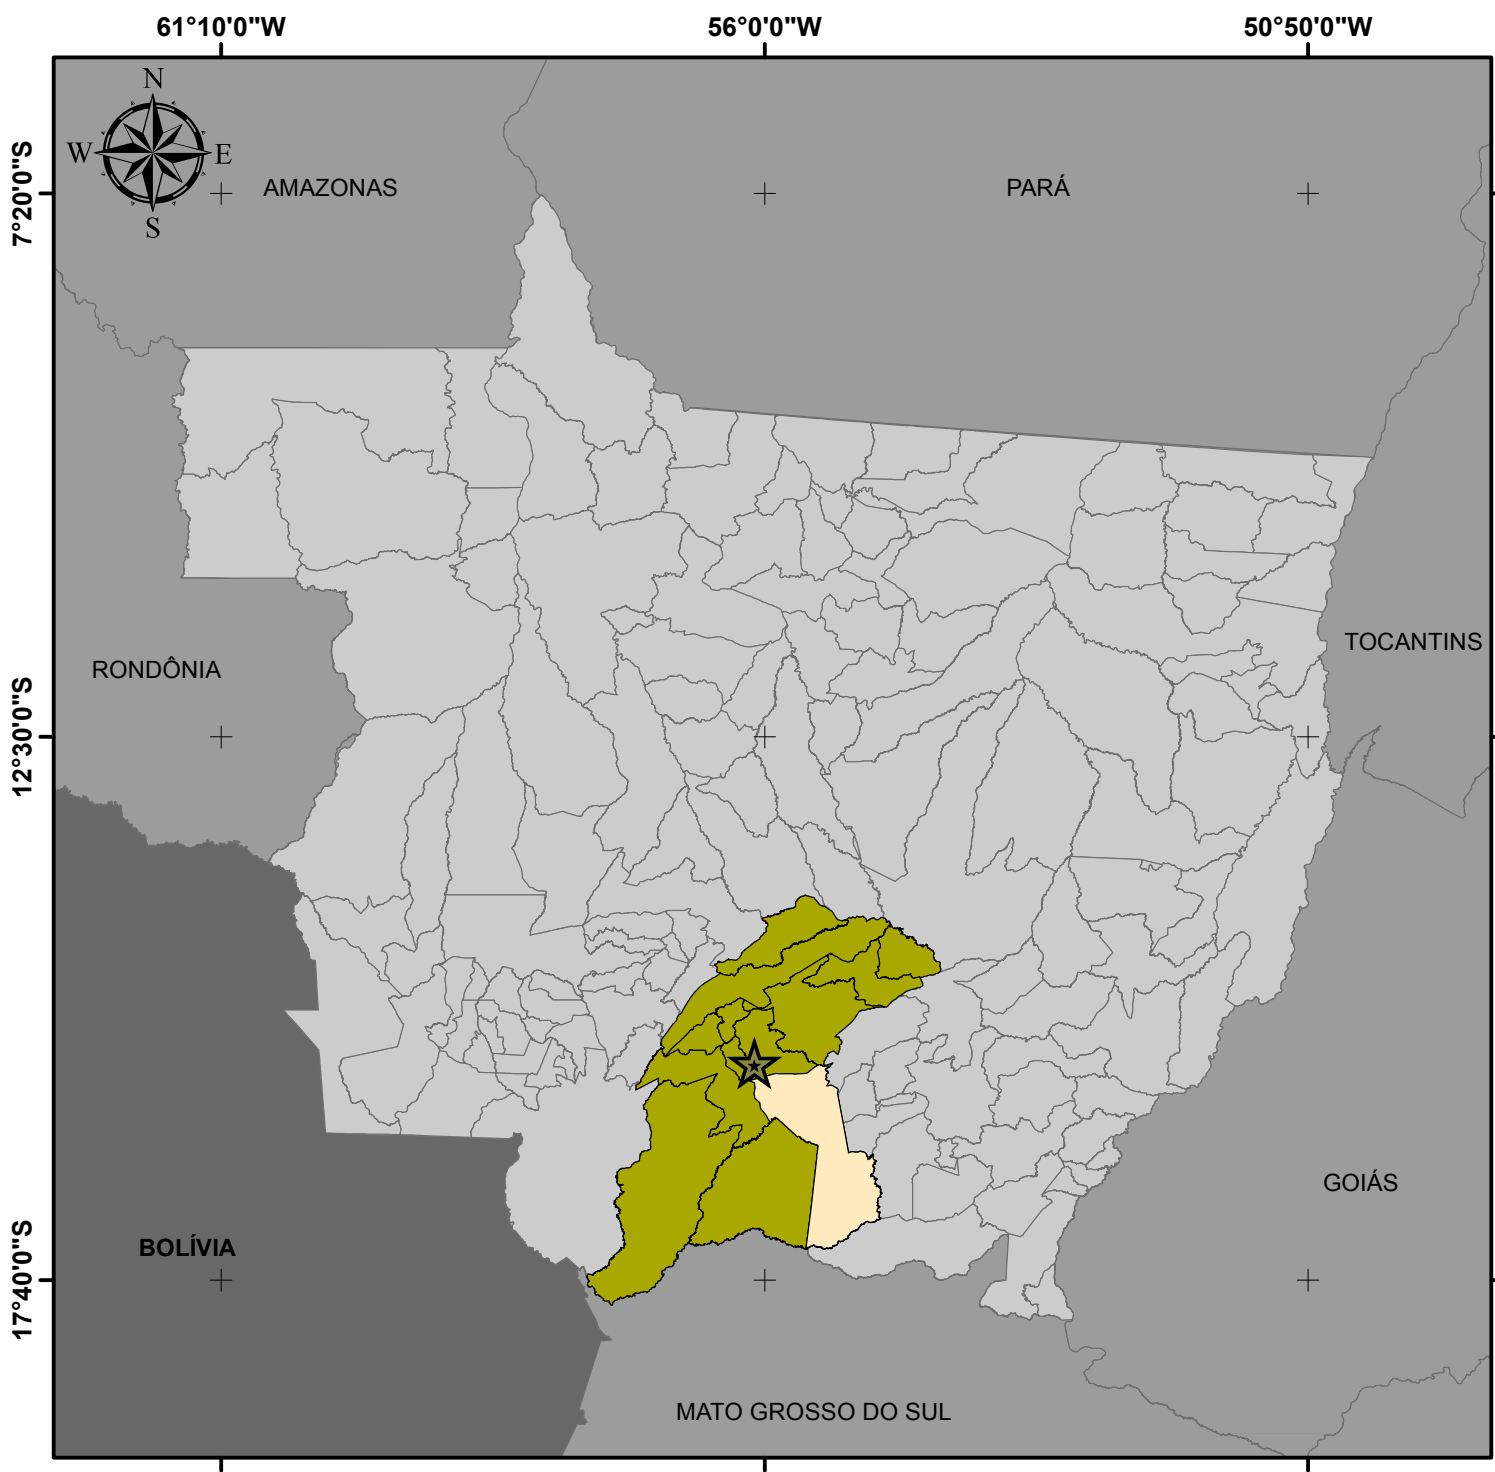 61°10'0"W 56°0'0"W 50°50'0"W
N
W E
S
7°20'0"S
AMAZONAS
PARÁ
12°30'0"S
RONDÔNIA
TOCANTINS
17°40'0"S
BOLÍVIA
GOIÁS
MATO GROSSO DO SUL